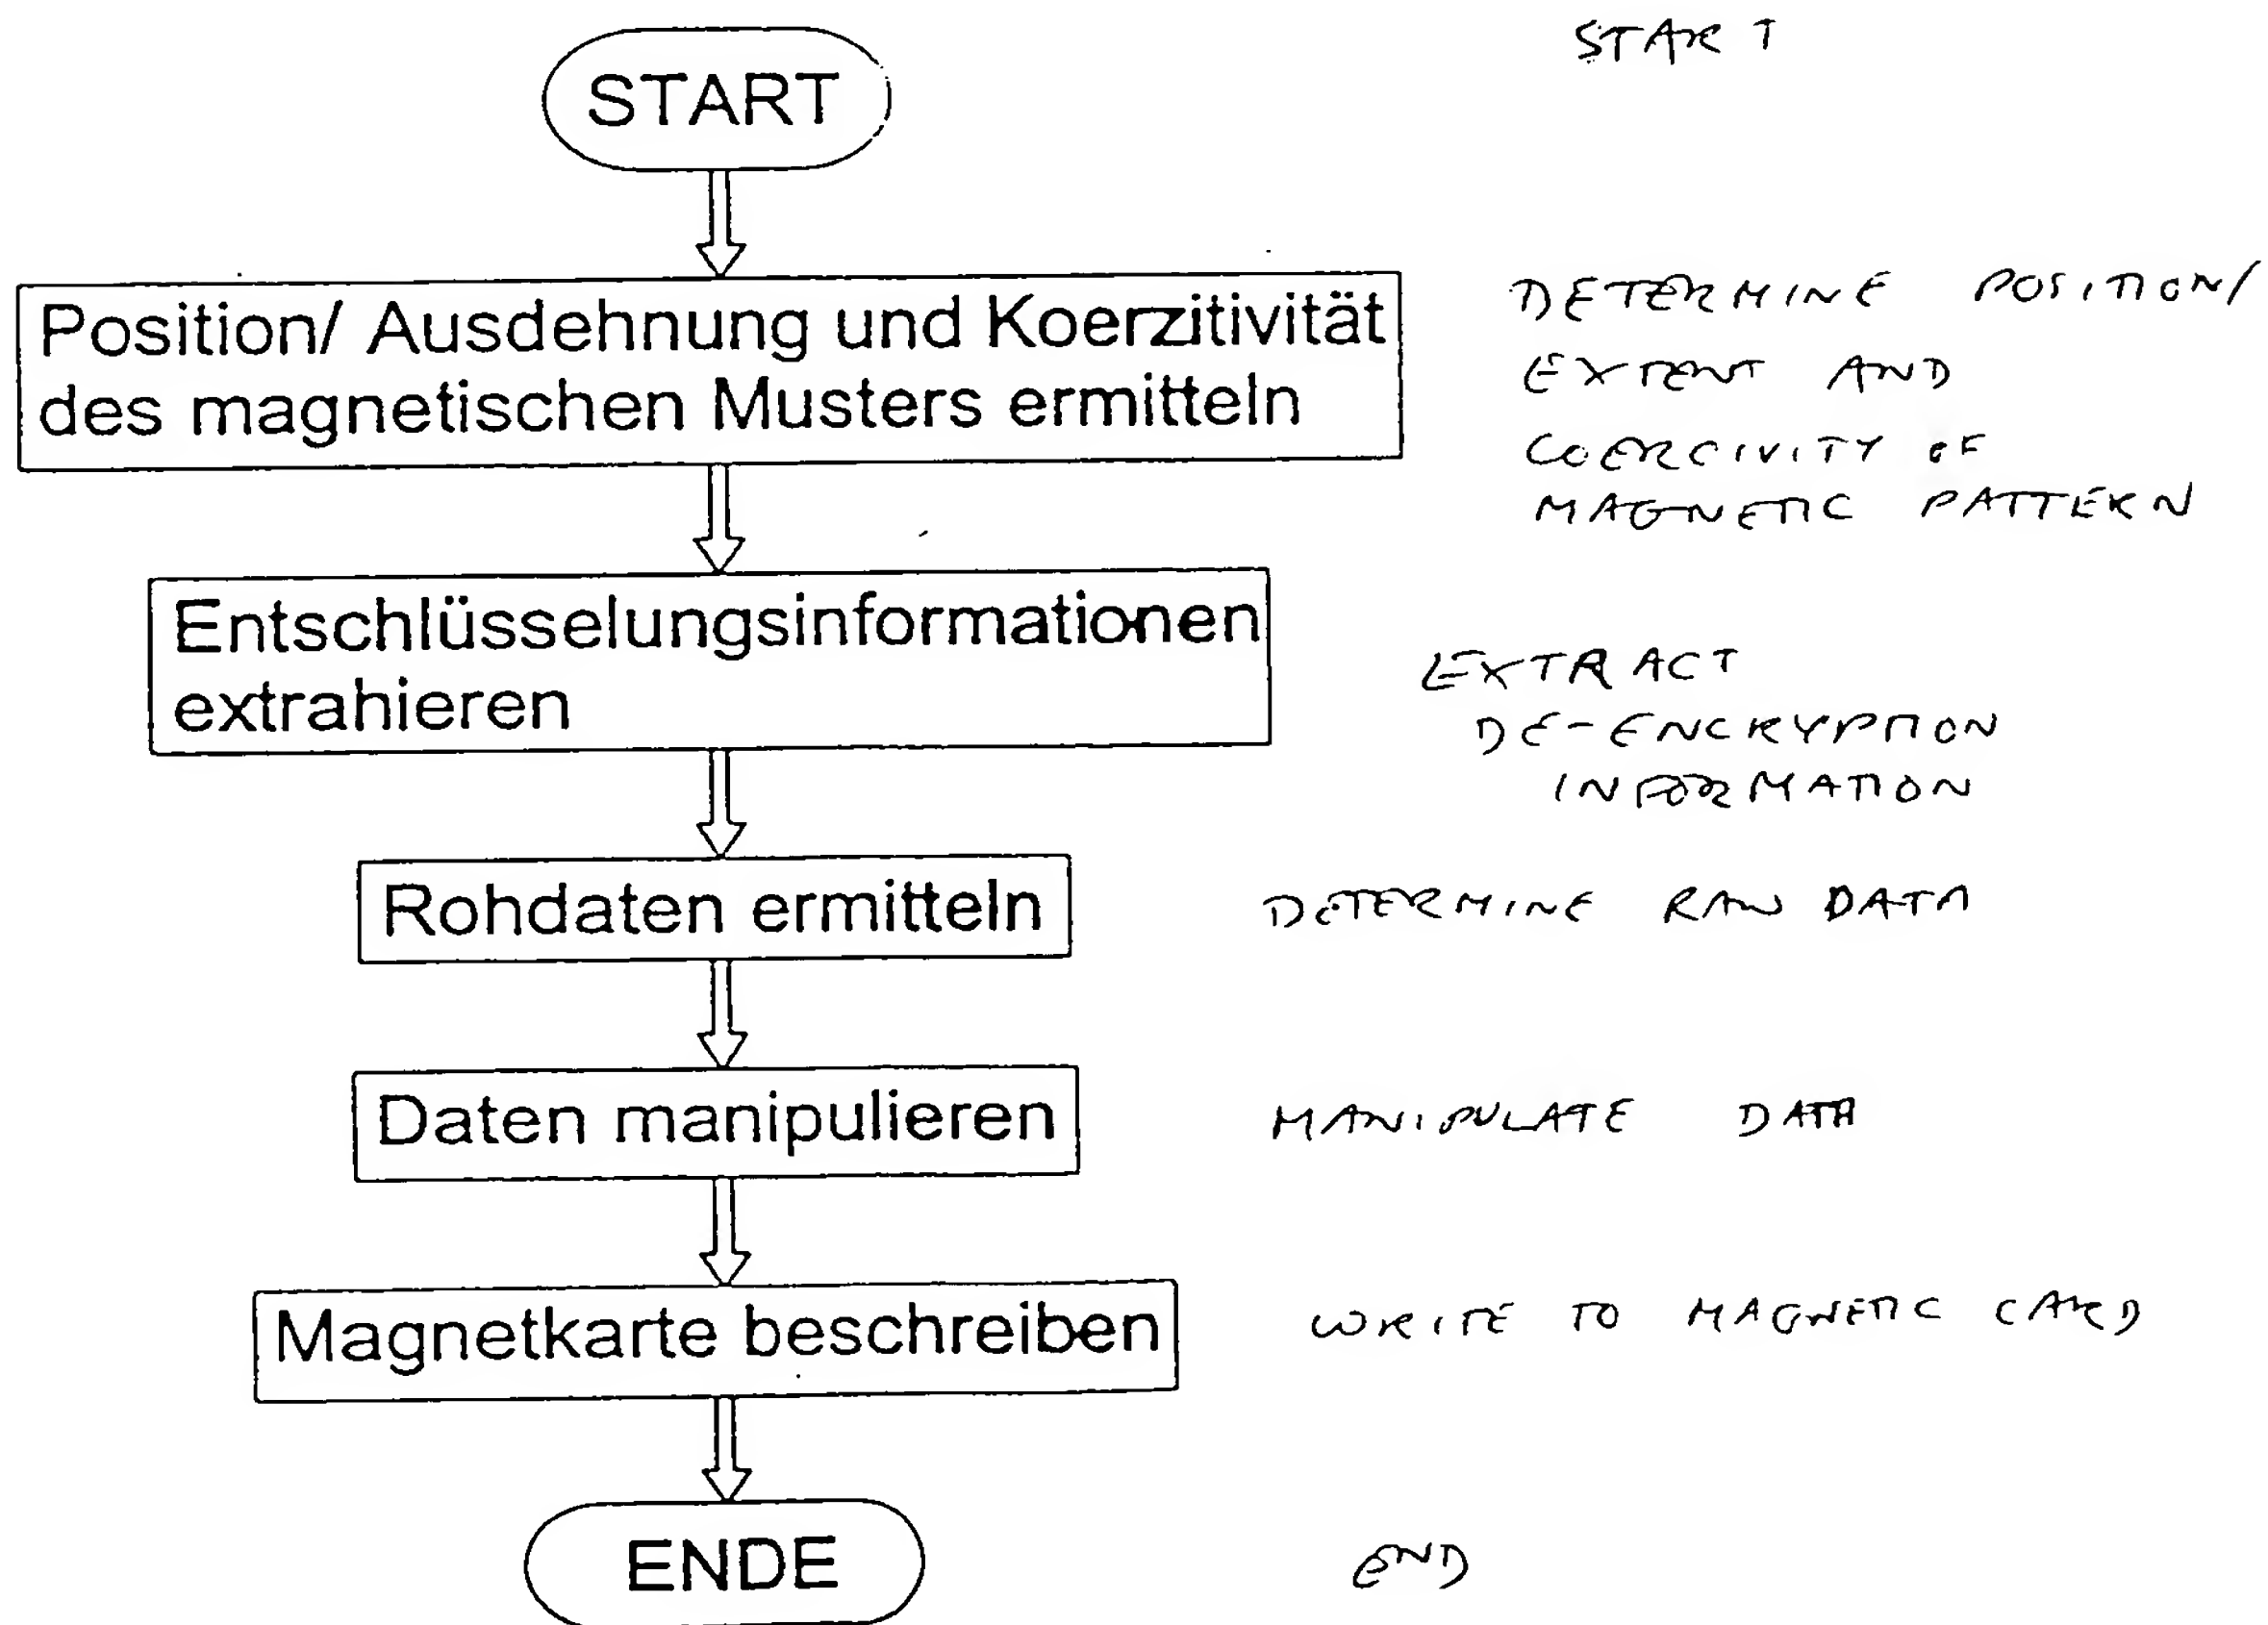 START
START
Position/ Ausdehnung und Koerzitivität
des magnetischen Musters ermitteln
DETERMINE POSITION/
EXTENT AND
COERCIVITY OF
MAGNETIC PATTERN
Entschlüsselungsinformationen
extrahieren
EXTRACT
DE-ENCRYPTION
INFORMATION
Rohdaten ermitteln
DETERMINE RAW DATA
Daten manipulieren
MANIPULATE DATA
Magnetkarte beschreiben
WRITE TO MAGNETIC CARD
ENDE
END